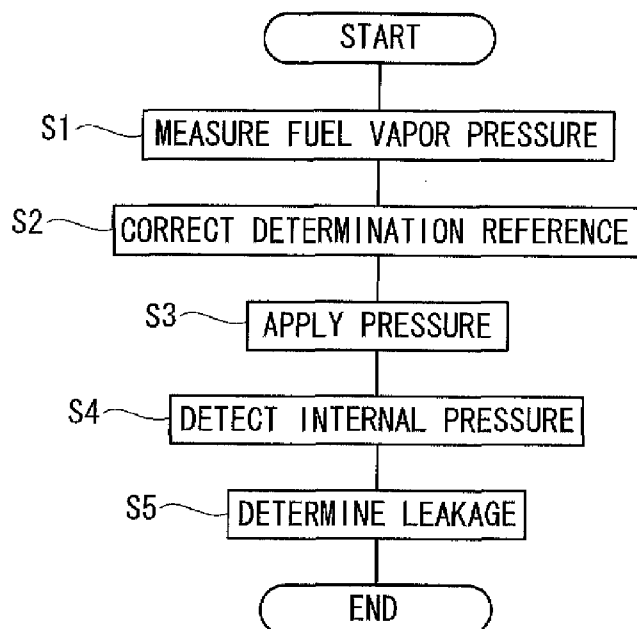 START
S1 MEASURE FUEL VAPOR PRESSURE
S2 CORRECT DETERMINATION REFERENCE
S3 APPLY PRESSURE
S4 DETECT INTERNAL PRESSURE
S5 DETERMINE LEAKAGE
END